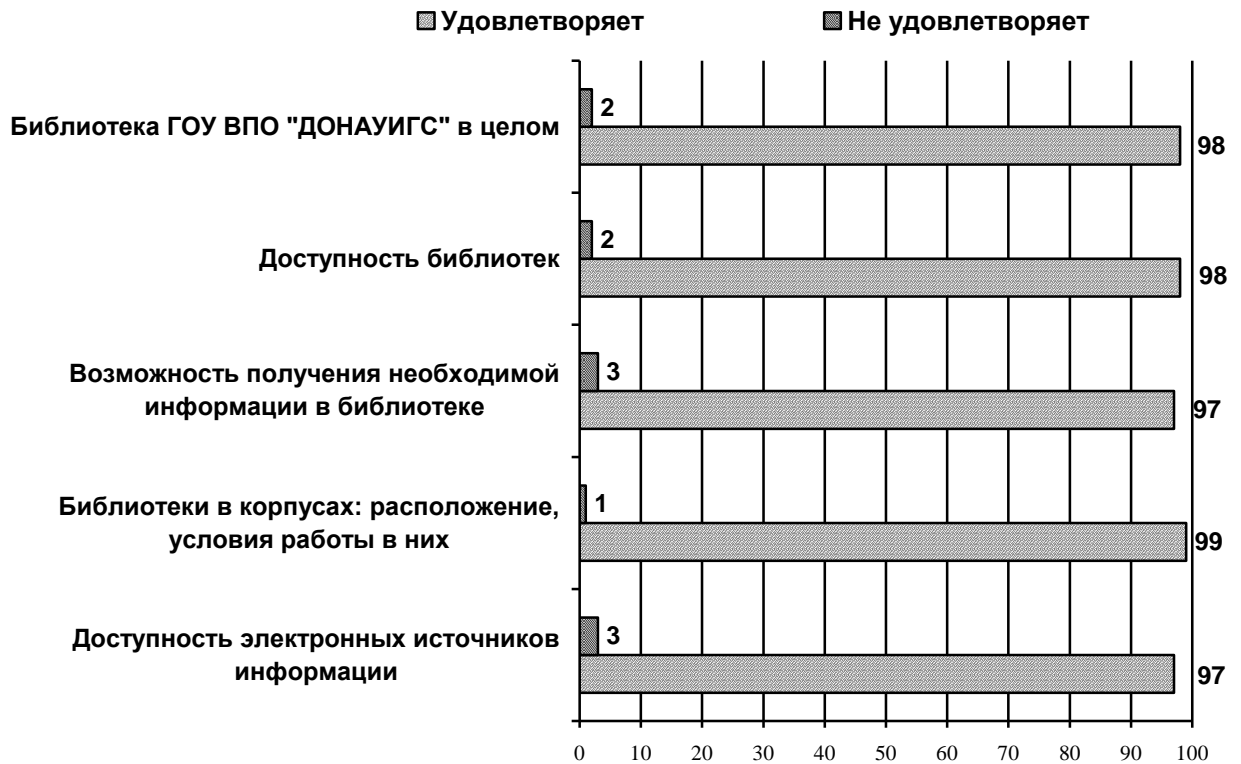 Удовлетворяет Не удовлетворяет
2
Библиотека ГОУ ВПО "ДОНАУИГС" в целом
98
2
Доступность библиотек
98
3
Возможность получения необходимой
информации в библиотеке
97
1
Библиотеки в корпусах: расположение,
условия работы в них
99
3
Доступность электронных источников
информации
97
0 10 20 30 40 50 60 70 80 90 100